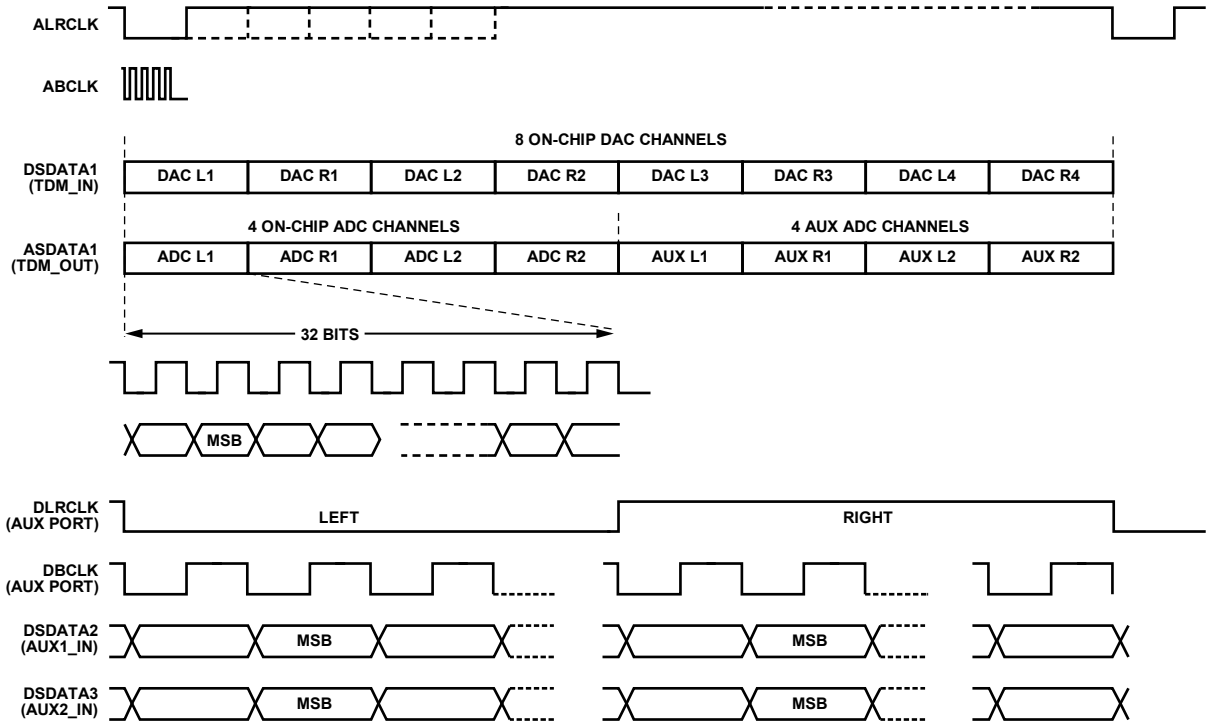 ALRCLK
ABCLK
8 ON-CHIP DAC CHANNELS
DSDATA1
(TDM_IN)
DAC L1 DAC R1 DAC L2 DAC R2 DAC L3 DAC R3 DAC L4 DAC R4
4 ON-CHIP ADC CHANNELS 4 AUX ADC CHANNELS
ASDATA1
(TDM_OUT)
ADC L1 ADC R1 ADC L2 ADC R2 AUX L1 AUX R1 AUX L2 AUX R2
32 BITS
MSB
DLRCLK
(AUX PORT)
LEFT RIGHT
DBCLK
(AUX PORT)
DSDATA2
(AUX1_IN)
MSB MSB
DSDATA3
(AUX2_IN)
MSB MSB